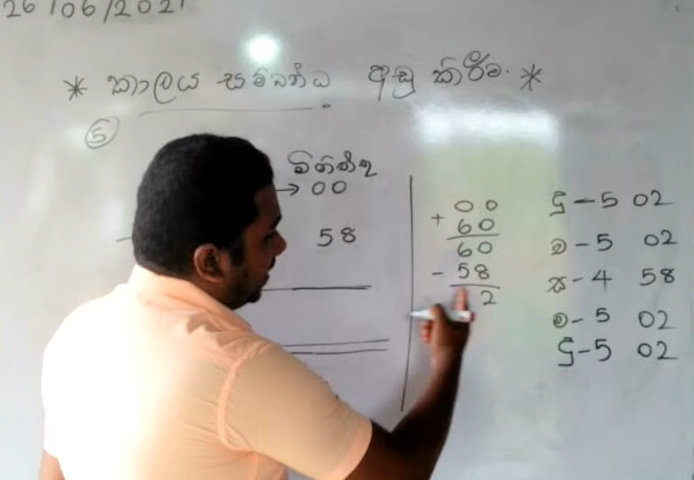 26/06/2021
* කාලය සම්බන්ධ අඩු කිරීම. *
5
මිනිත්තු
→ 00
58
00
+ 60
60
- 58
2
දු - 5 02
ච - 5 02
ප - 4 58
ම - 5 02
දු - 5 02